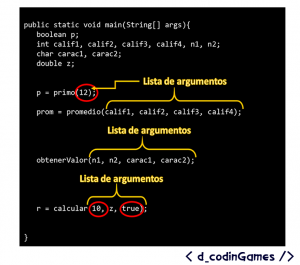 public static void main(String[] args){
boolean p;
int calif1, calif2, calif3, calif4, n1, n2;
char carac1, carac2;
double z;
Lista de argumentos
p = primo(12);
prom = promedio(calif1, calif2, calif3, calif4);
Lista de argumentos
obtenerValor(n1, n2, carac1, carac2);
Lista de argumentos
r = calcular(10, z, true);
}
< d_codinGames />